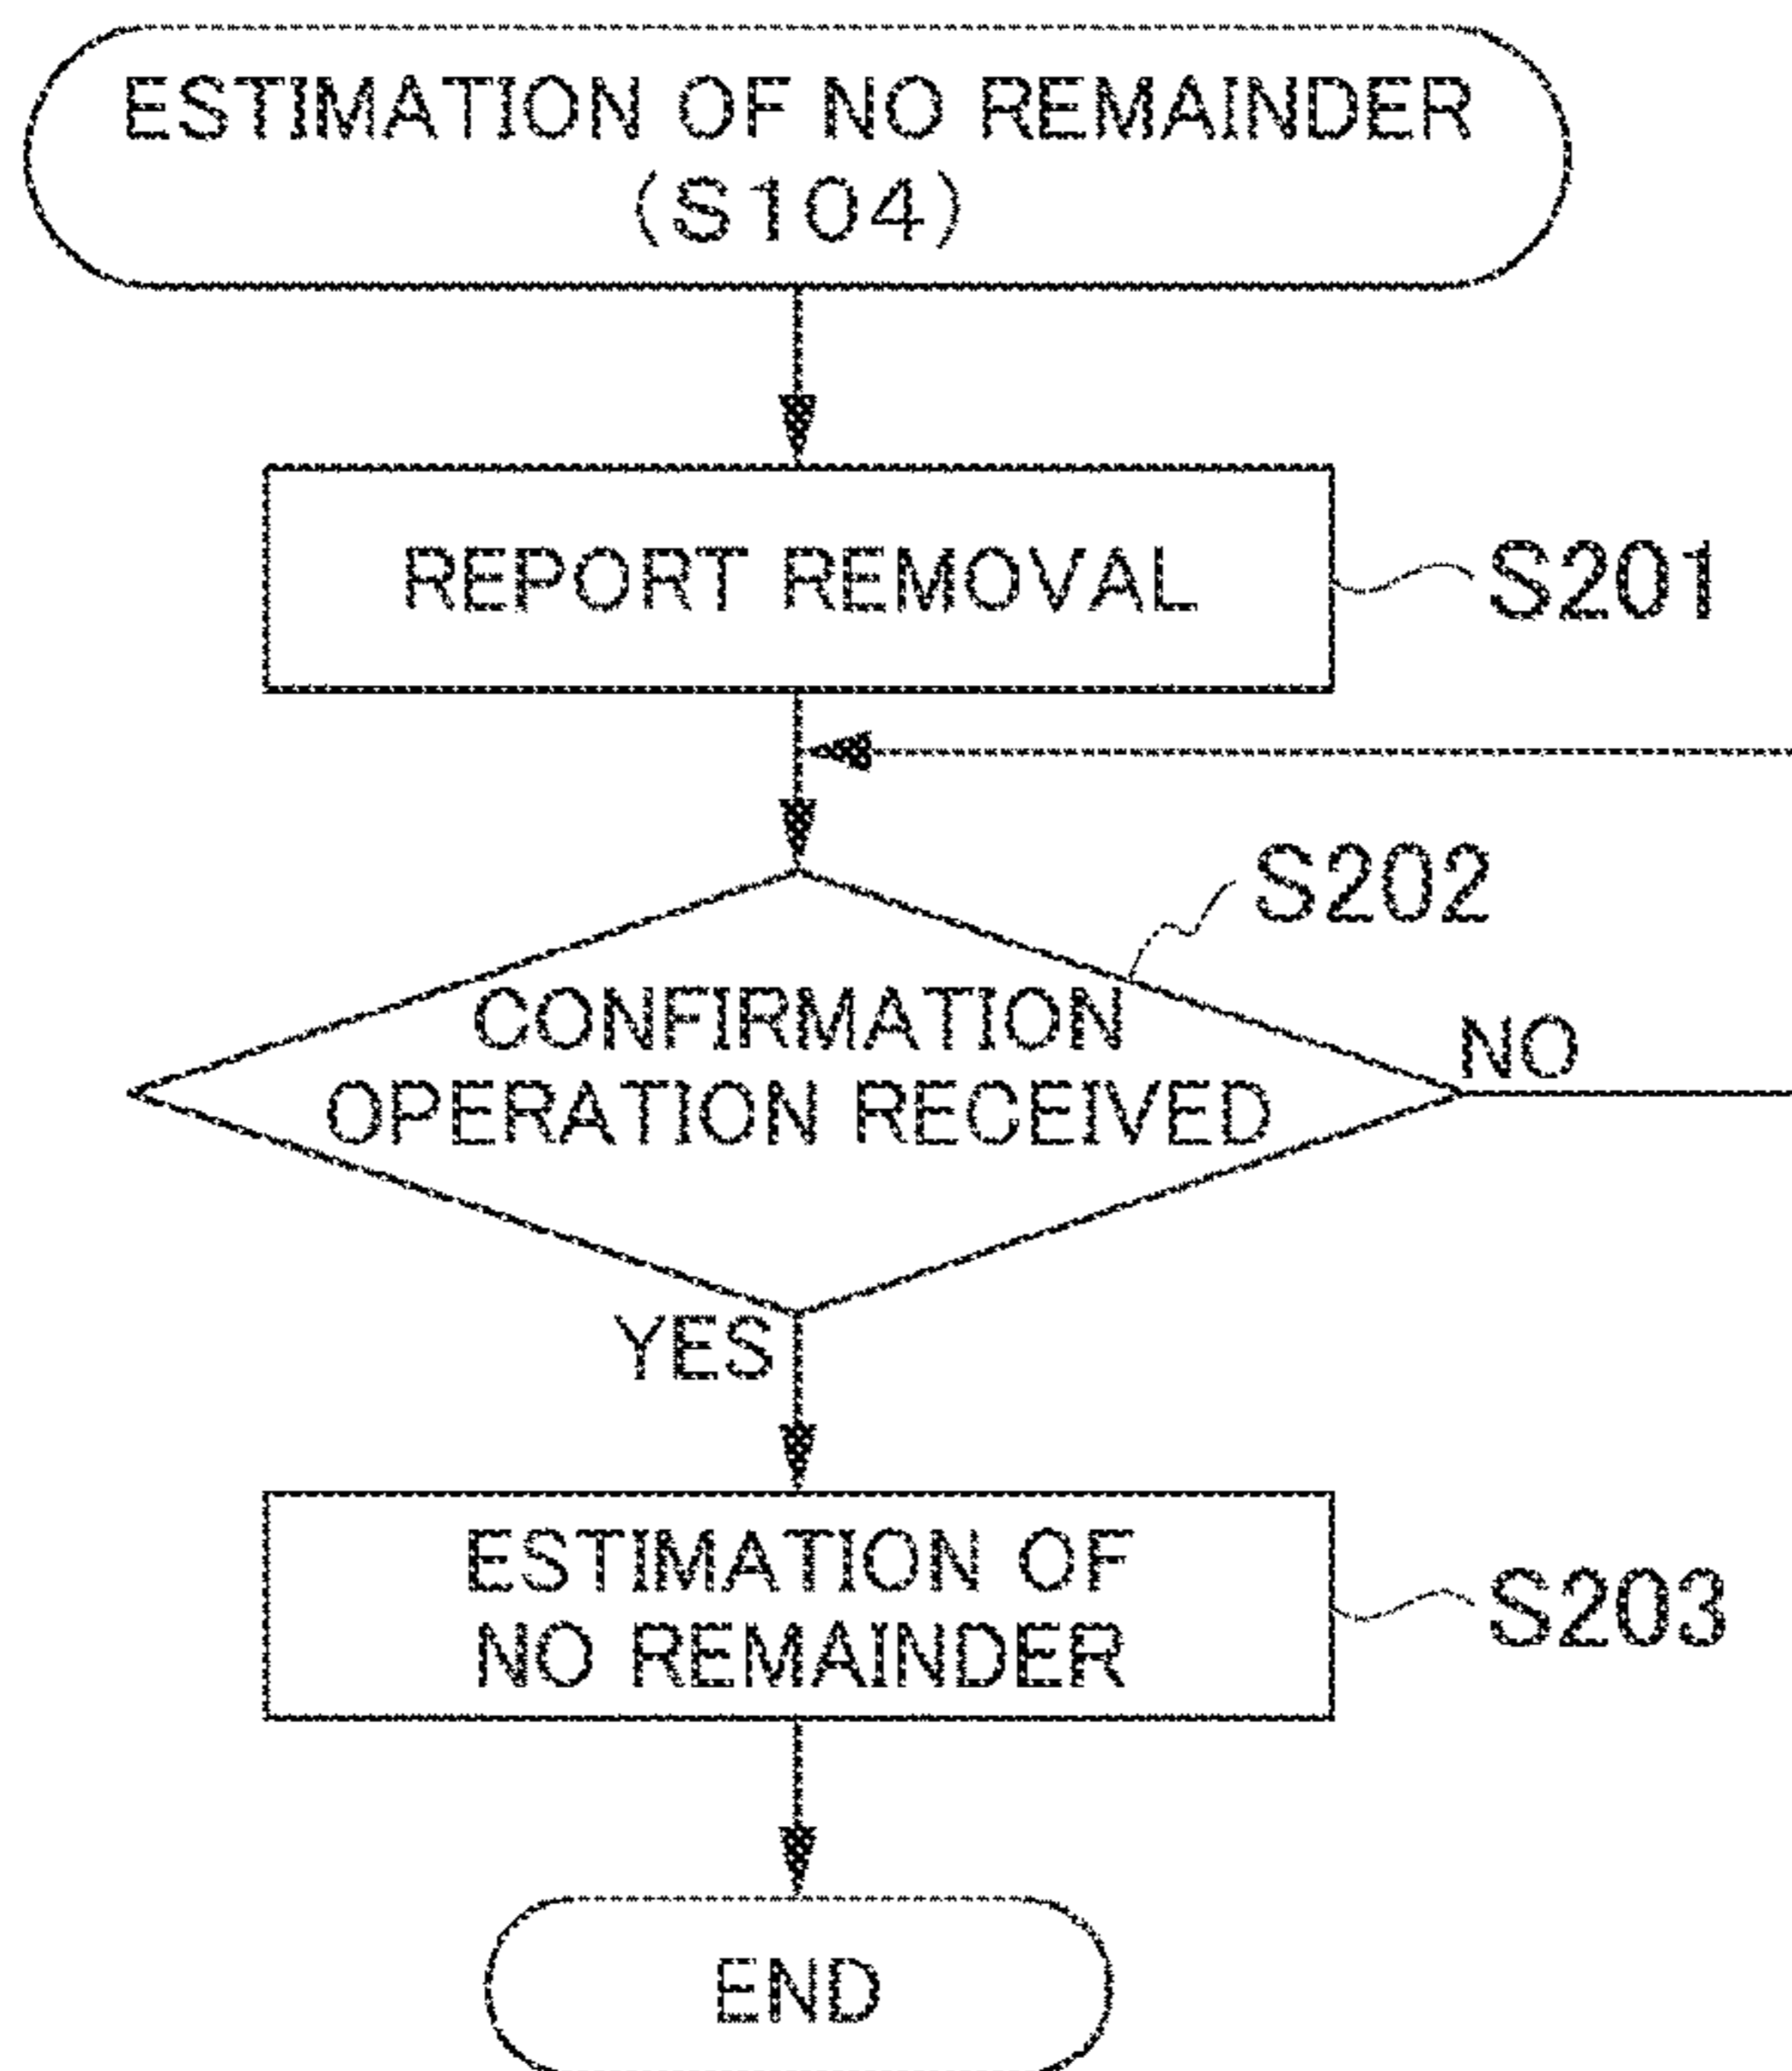 ESTIMATION OF NO REMAINDER
(S104)
REPORT REMOVAL
S201
S202
CONFIRMATION
OPERATION RECEIVED
NO
YES
ESTIMATION OF
NO REMAINDER
S203
END